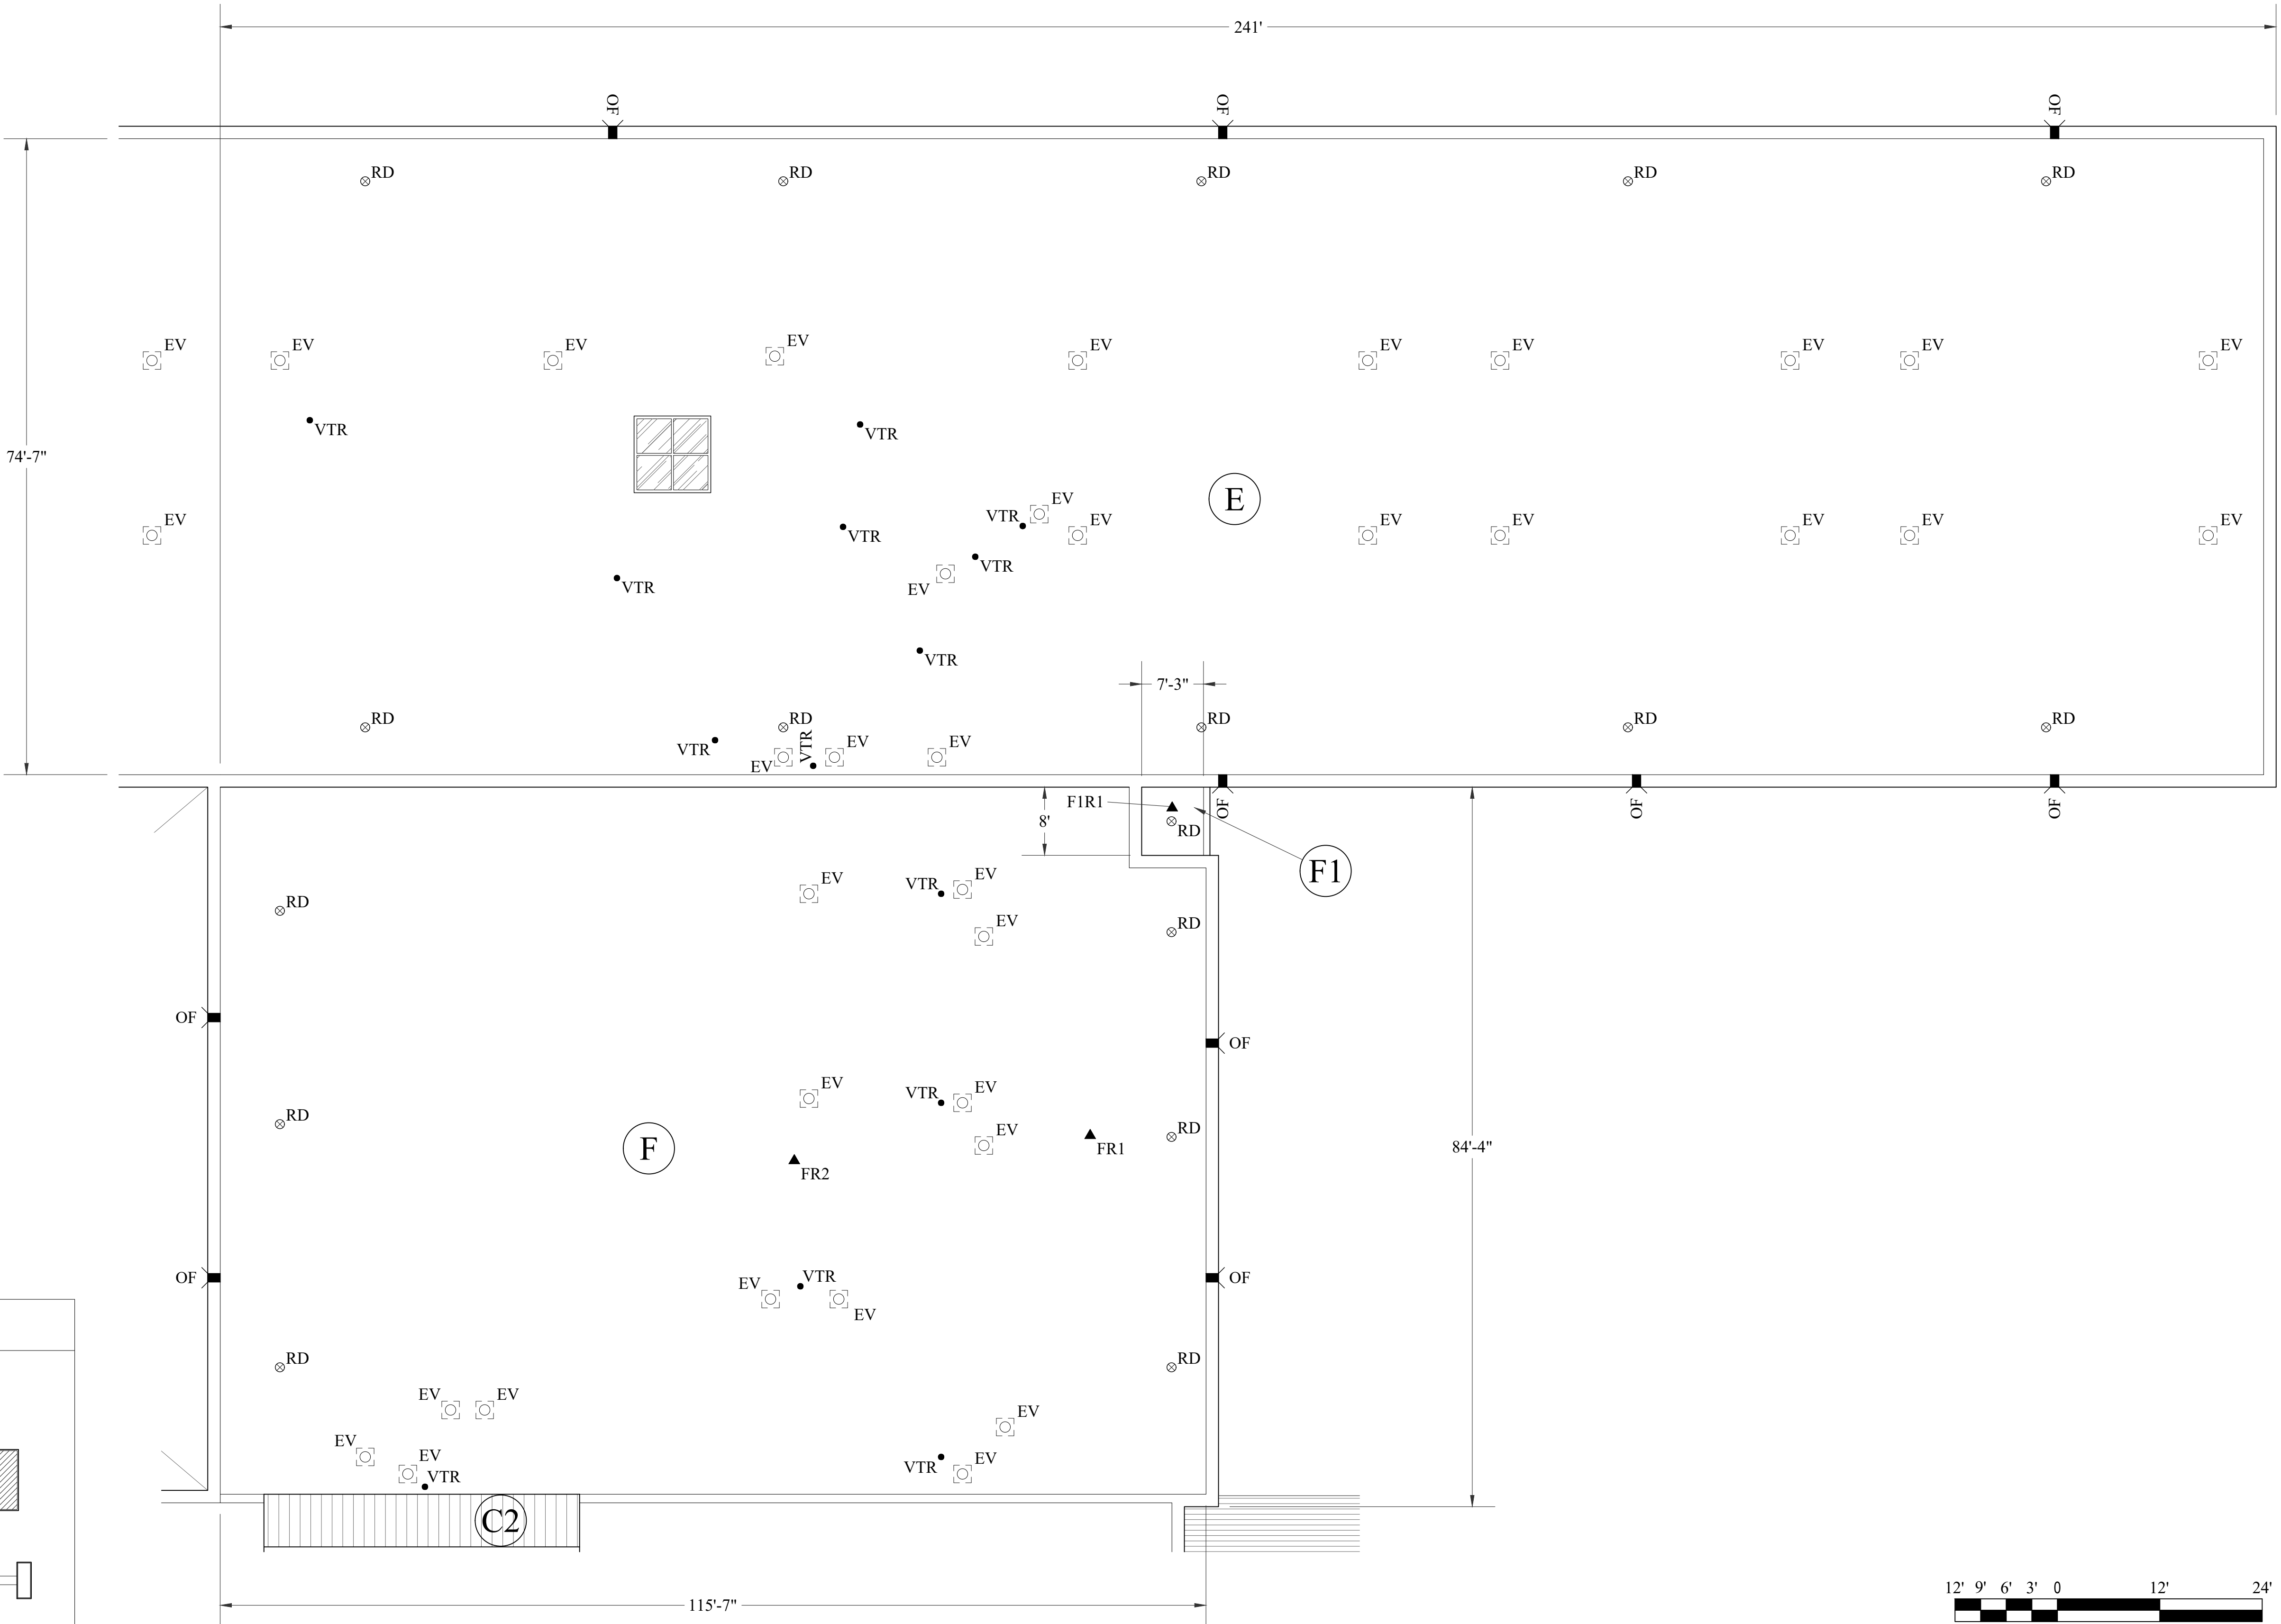 241'
OF OF OF
RD RD RD RD RD
EV EV EV EV EV EV EV EV EV EV
VTR VTR
74'-7"
E
EV VTR EV EV EV EV EV EV EV EV
VTR
VTR
VTR
EV
VTR
7'-3"
RD RD RD RD RD
VTR EV VTR EV EV
F1R1
OF OF OF
8'
RD
F1
EV VTR EV
RD
EV
RD
OF
OF
EV VTR EV
RD
RD
EV
F
FR1
84'-4"
FR2
OF
OF
EV VTR
EV
RD
RD
EV EV
EV
EV
EV
VTR
VTR EV
C2
12' 9' 6' 3' 0 12' 24'
115'-7"